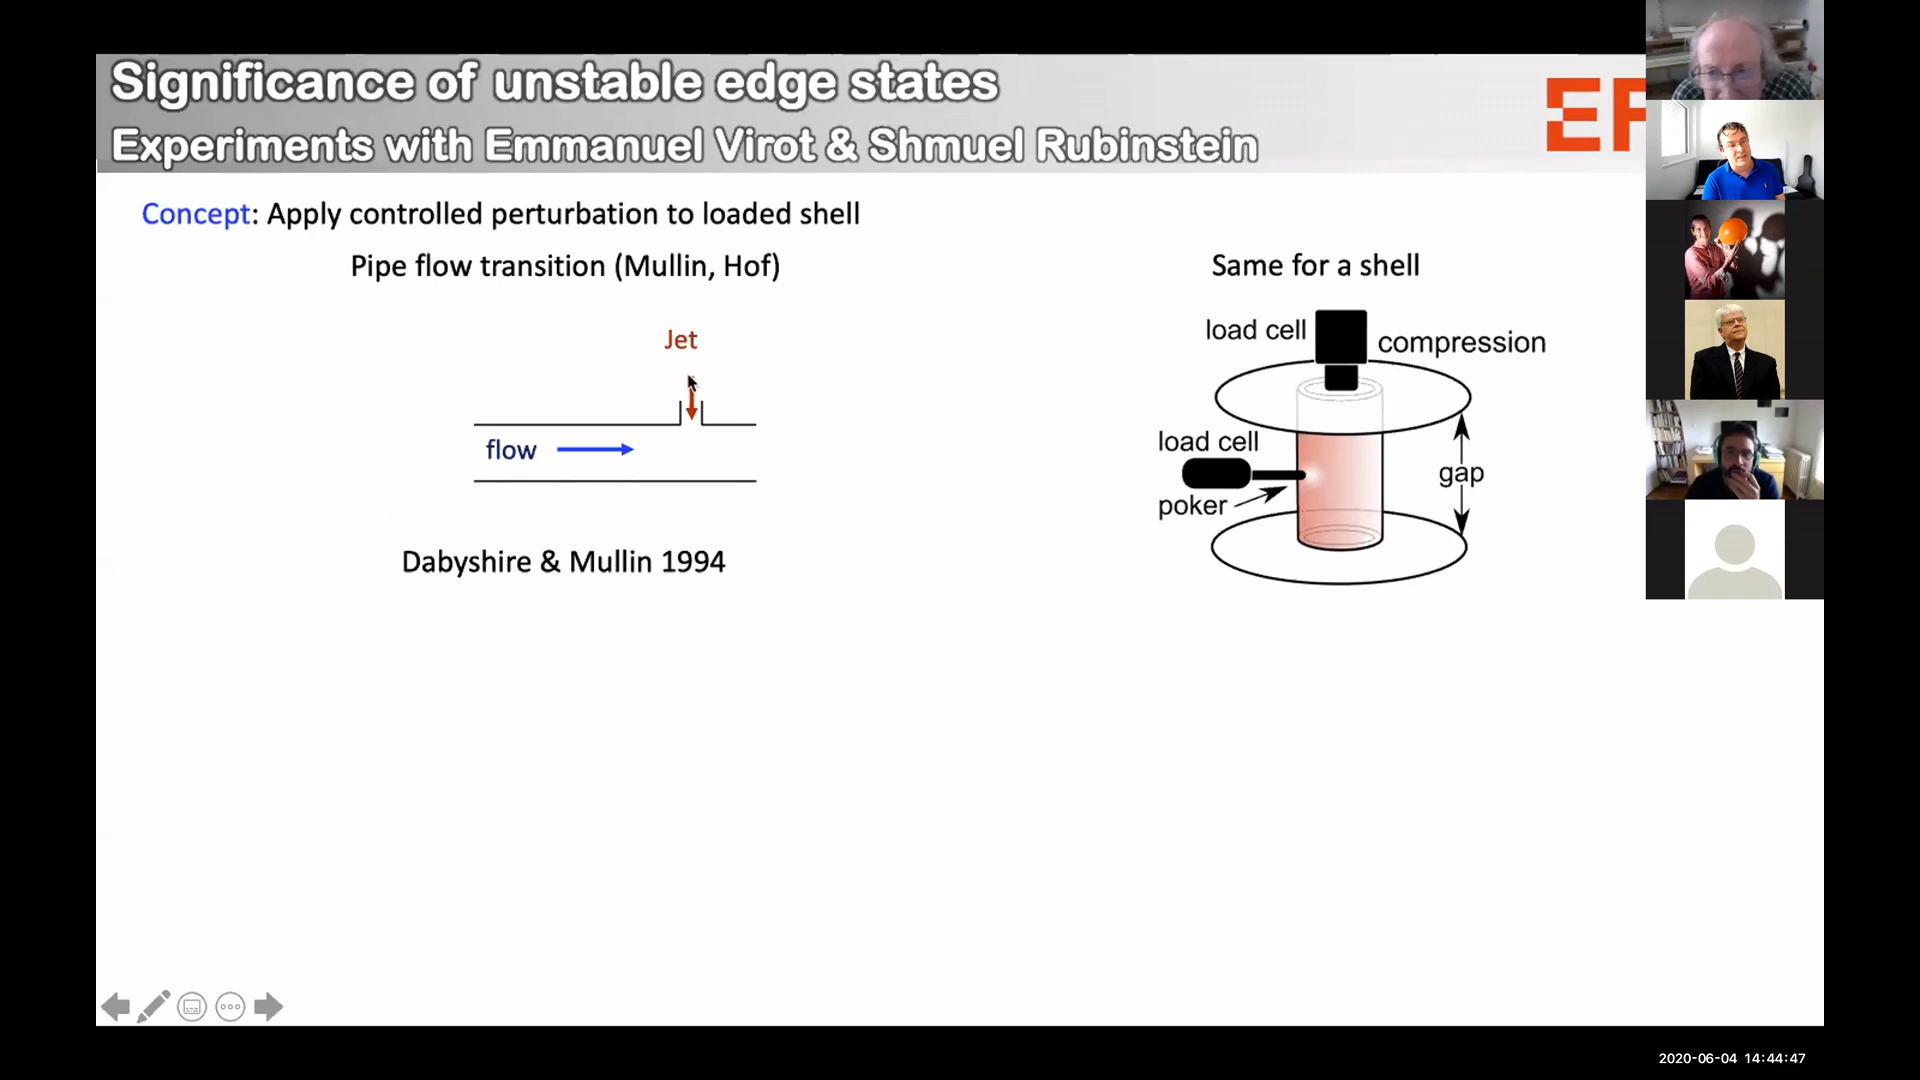 Significance of unstable edge states
Experiments with Emmanuel Virot & Shmuel Rubinstein
Concept: Apply controlled perturbation to loaded shell
Pipe flow transition (Mullin, Hof)
Jet
flow
Dabyshire & Mullin 1994
Same for a shell
load cell
compression
load cell
gap
poker
2020-06-04 14:44:47